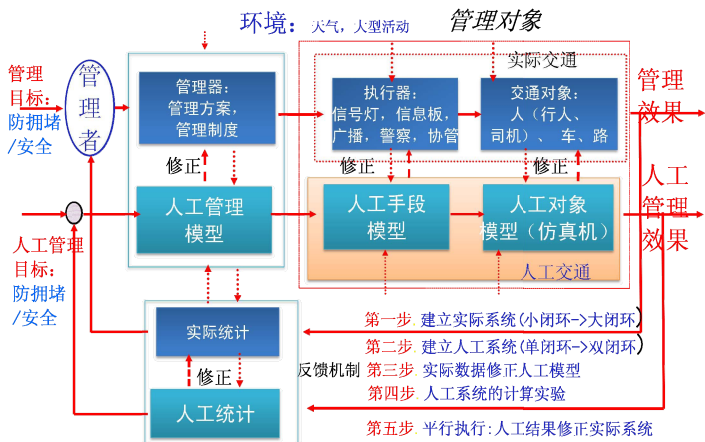 环境：天气，大型活动
管理对象
实际交通
管理
目标：
防拥堵
/安全
管
理
者
管理器：
管理方案，
管理制度
执行器：
信号灯，信息板，
广播，警察，协管
交通对象：
人（行人、
司机）、车、路
管理
效果
修正
修正
修正
人工管理
模型
人工手段
模型
人工对象
模型（仿真机）
人工
管理
效果
人工交通
人工管理
目标：
防拥堵
/安全
实际统计
修正
人工统计
反馈机制
第一步.建立实际系统(小闭环->大闭环)
第二步.建立人工系统(单闭环->双闭环)
第三步.实际数据修正人工模型
第四步.人工系统的计算实验
第五步.平行执行:人工结果修正实际系统